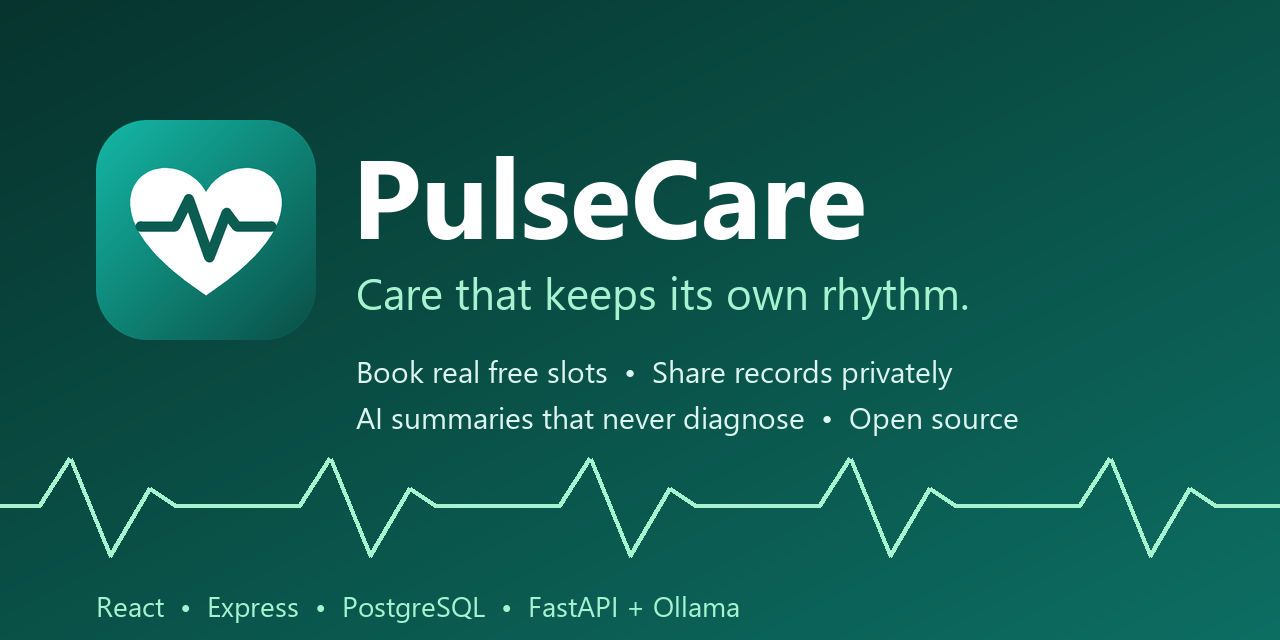 PulseCare
Care that keeps its own rhythm.
Book real free slots • Share records privately
AI summaries that never diagnose • Open source
React • Express • PostgreSQL • FastAPI + Ollama